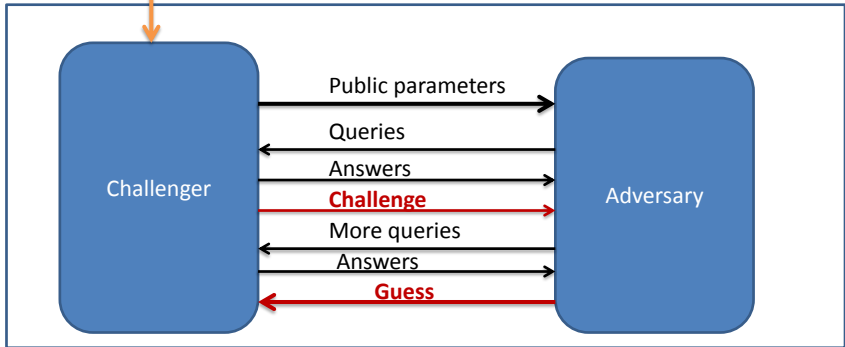 Public parameters
Queries
Answers
Challenger
Challenge
Adversary
More queries
Answers
Guess